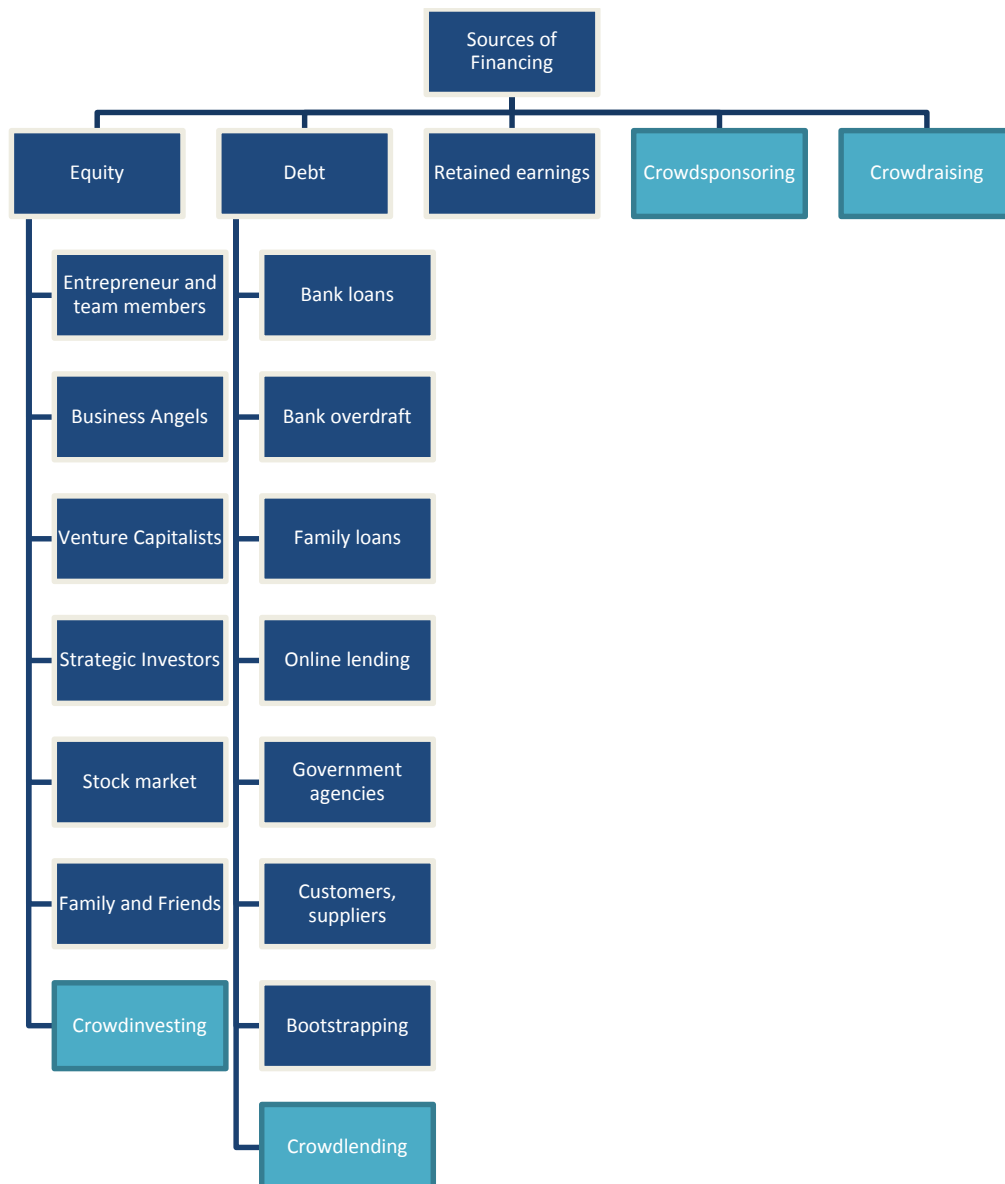 Sources of
Financing
Equity
Debt
Retained earnings
Crowdsponsoring
Crowdraising
Entrepreneur and
team members
Business Angels
Venture Capitalists
Strategic Investors
Stock market
Family and Friends
Crowdinvesting
Bank loans
Bank overdraft
Family loans
Online lending
Government
agencies
Customers,
suppliers
Bootstrapping
Crowdlending